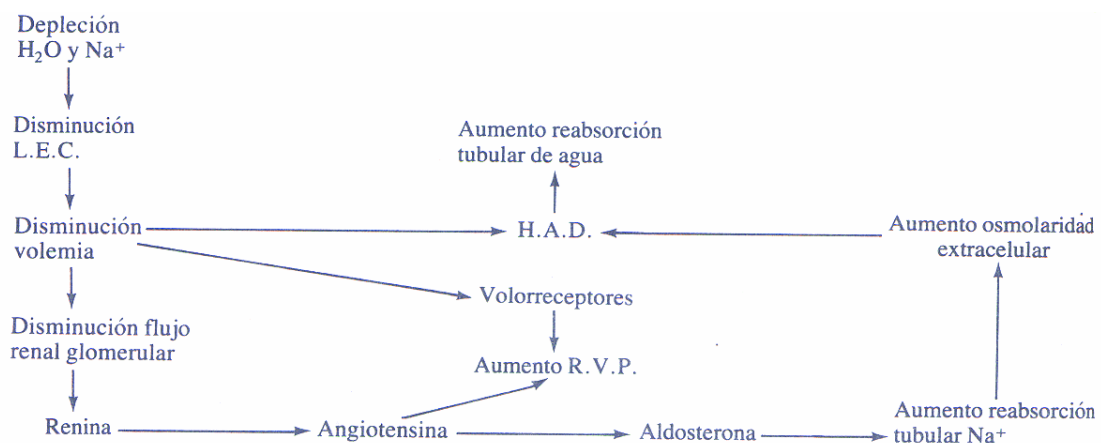 Depleción
H₂O y Na⁺
Disminución
L.E.C.
Aumento reabsorción
tubular de agua
Disminución
volemia
H.A.D.
Aumento osmolaridad
extracelular
Volorreceptores
Disminución flujo
renal glomerular
Aumento R.V.P.
Renina
Angiotensina
Aldosterona
Aumento reabsorción
tubular Na⁺